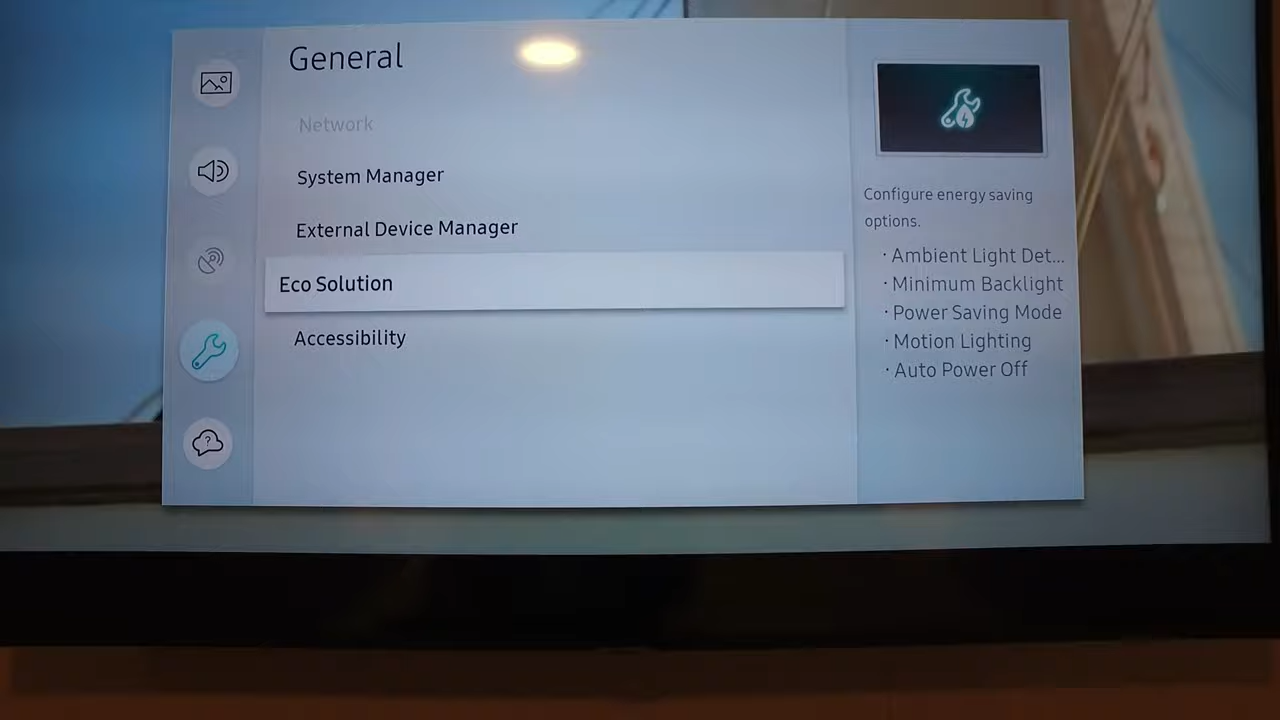 General
Network
System Manager
External Device Manager
Eco Solution
Accessibility
?
Configure energy saving
options.
· Ambient Light Det...
· Minimum Backlight
· Power Saving Mode
· Motion Lighting
· Auto Power Off